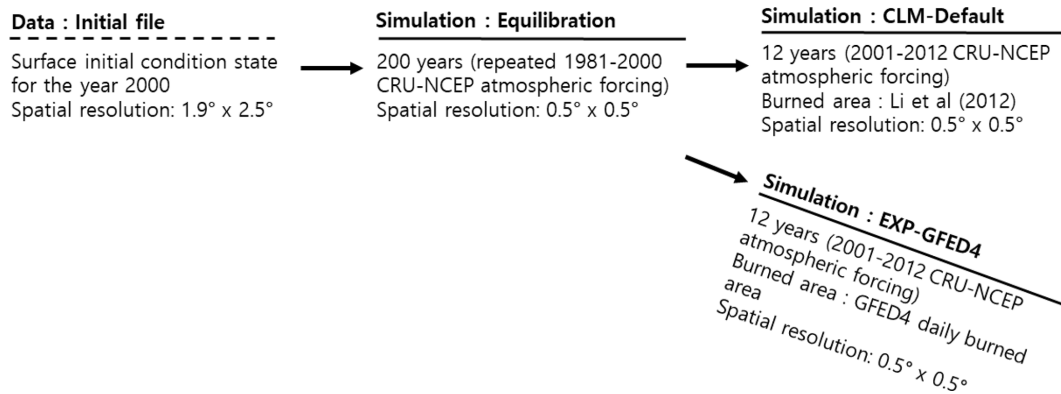 Data : Initial file
Surface initial condition state
for the year 2000
Spatial resolution: 1.9° x 2.5°
Simulation : Equilibration
200 years (repeated 1981-2000
CRU-NCEP atmospheric forcing)
Spatial resolution: 0.5° x 0.5°
Simulation : CLM-Default
12 years (2001-2012 CRU-NCEP
atmospheric forcing)
Burned area : Li et al (2012)
Spatial resolution: 0.5° x 0.5°
Simulation : EXP-GFED4
12 years (2001-2012 CRU-NCEP
atmospheric forcing)
Burned area : GFED4 daily burned
area
Spatial resolution: 0.5° x 0.5°